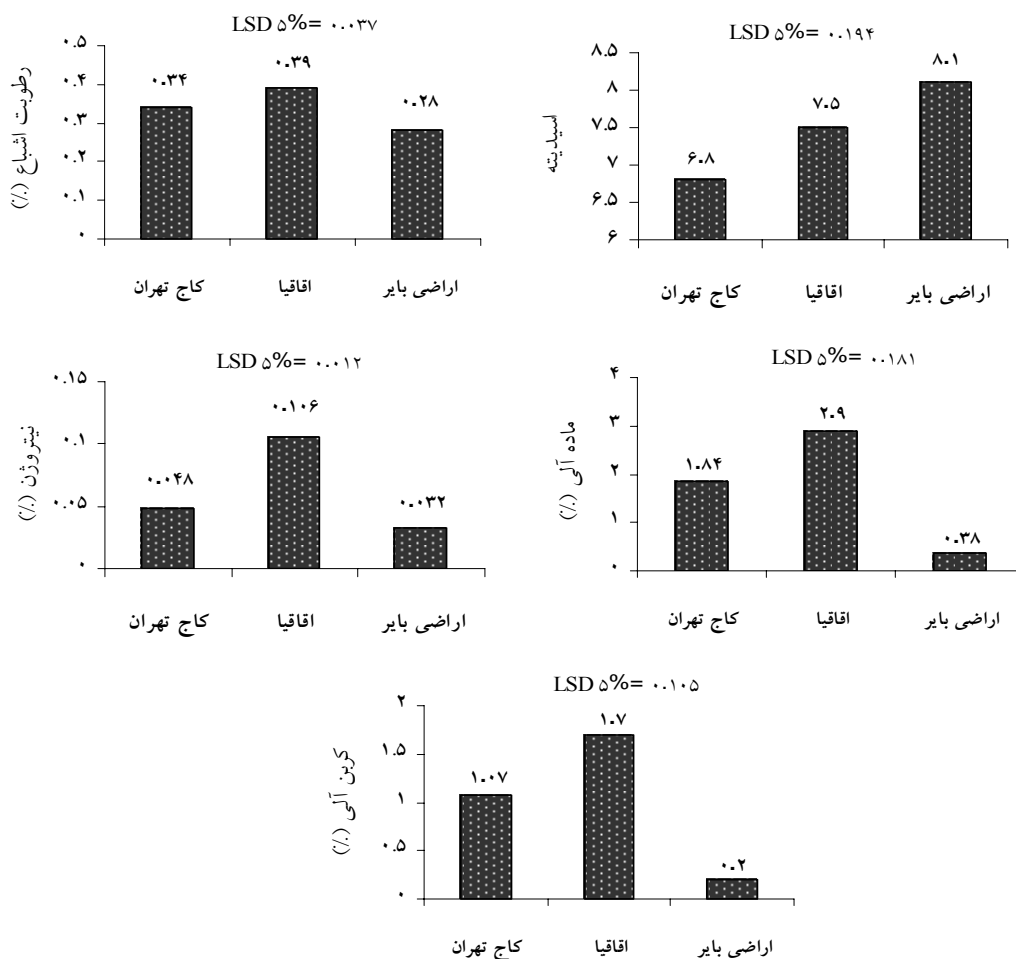 LSD ۵%= ۰.۰۳۷
رطوبت اشباع (٪)
۰.۵
۰.۴
۰.۳
۰.۲
۰.۱
۰
۰.۳۴
۰.۳۹
۰.۲۸
کاج تهران
اقاقیا
اراضی بایر
LSD ۵%= ۰.۱۹۴
اسیدیته
۸.۵
۸
۷.۵
۷
۶.۵
۶
۶.۸
۷.۵
۸.۱
کاج تهران
اقاقیا
اراضی بایر
LSD ۵%= ۰.۰۱۲
نیتروژن (٪)
۰.۱۵
۰.۱
۰.۰۵
۰
۰.۰۴۸
۰.۱۰۶
۰.۰۳۲
کاج تهران
اقاقیا
اراضی بایر
LSD ۵%= ۰.۱۸۱
ماده آلی (٪)
۴
۳
۲
۱
۰
۱.۸۴
۲.۹
۰.۳۸
کاج تهران
اقاقیا
اراضی بایر
LSD ۵%= ۰.۱۰۵
کربن آلی (٪)
۲
۱.۵
۱
۰.۵
۰
۱.۰۷
۱.۷
۰.۲
کاج تهران
اقاقیا
اراضی بایر